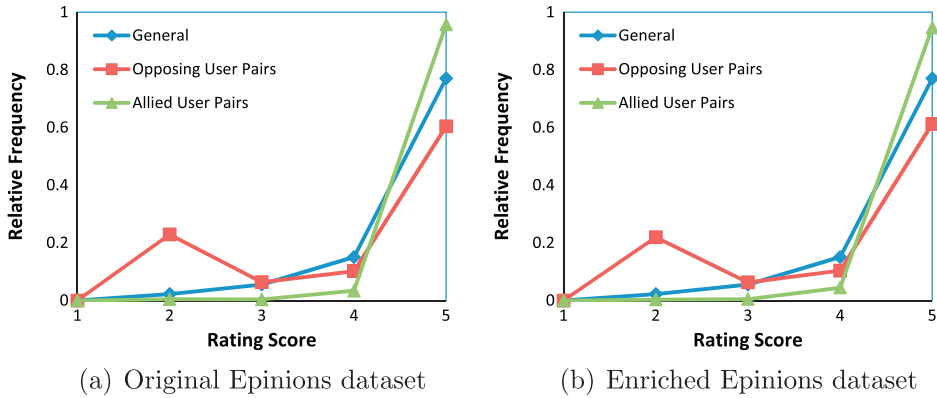 1
0.8
0.6
0.4
0.2
0
Relative Frequency
General
Opposing User Pairs
Allied User Pairs
1 2 3 4 5
Rating Score
(a) Original Epinions dataset
1
0.8
0.6
0.4
0.2
0
Relative Frequency
General
Opposing User Pairs
Allied User Pairs
1 2 3 4 5
Rating Score
(b) Enriched Epinions dataset